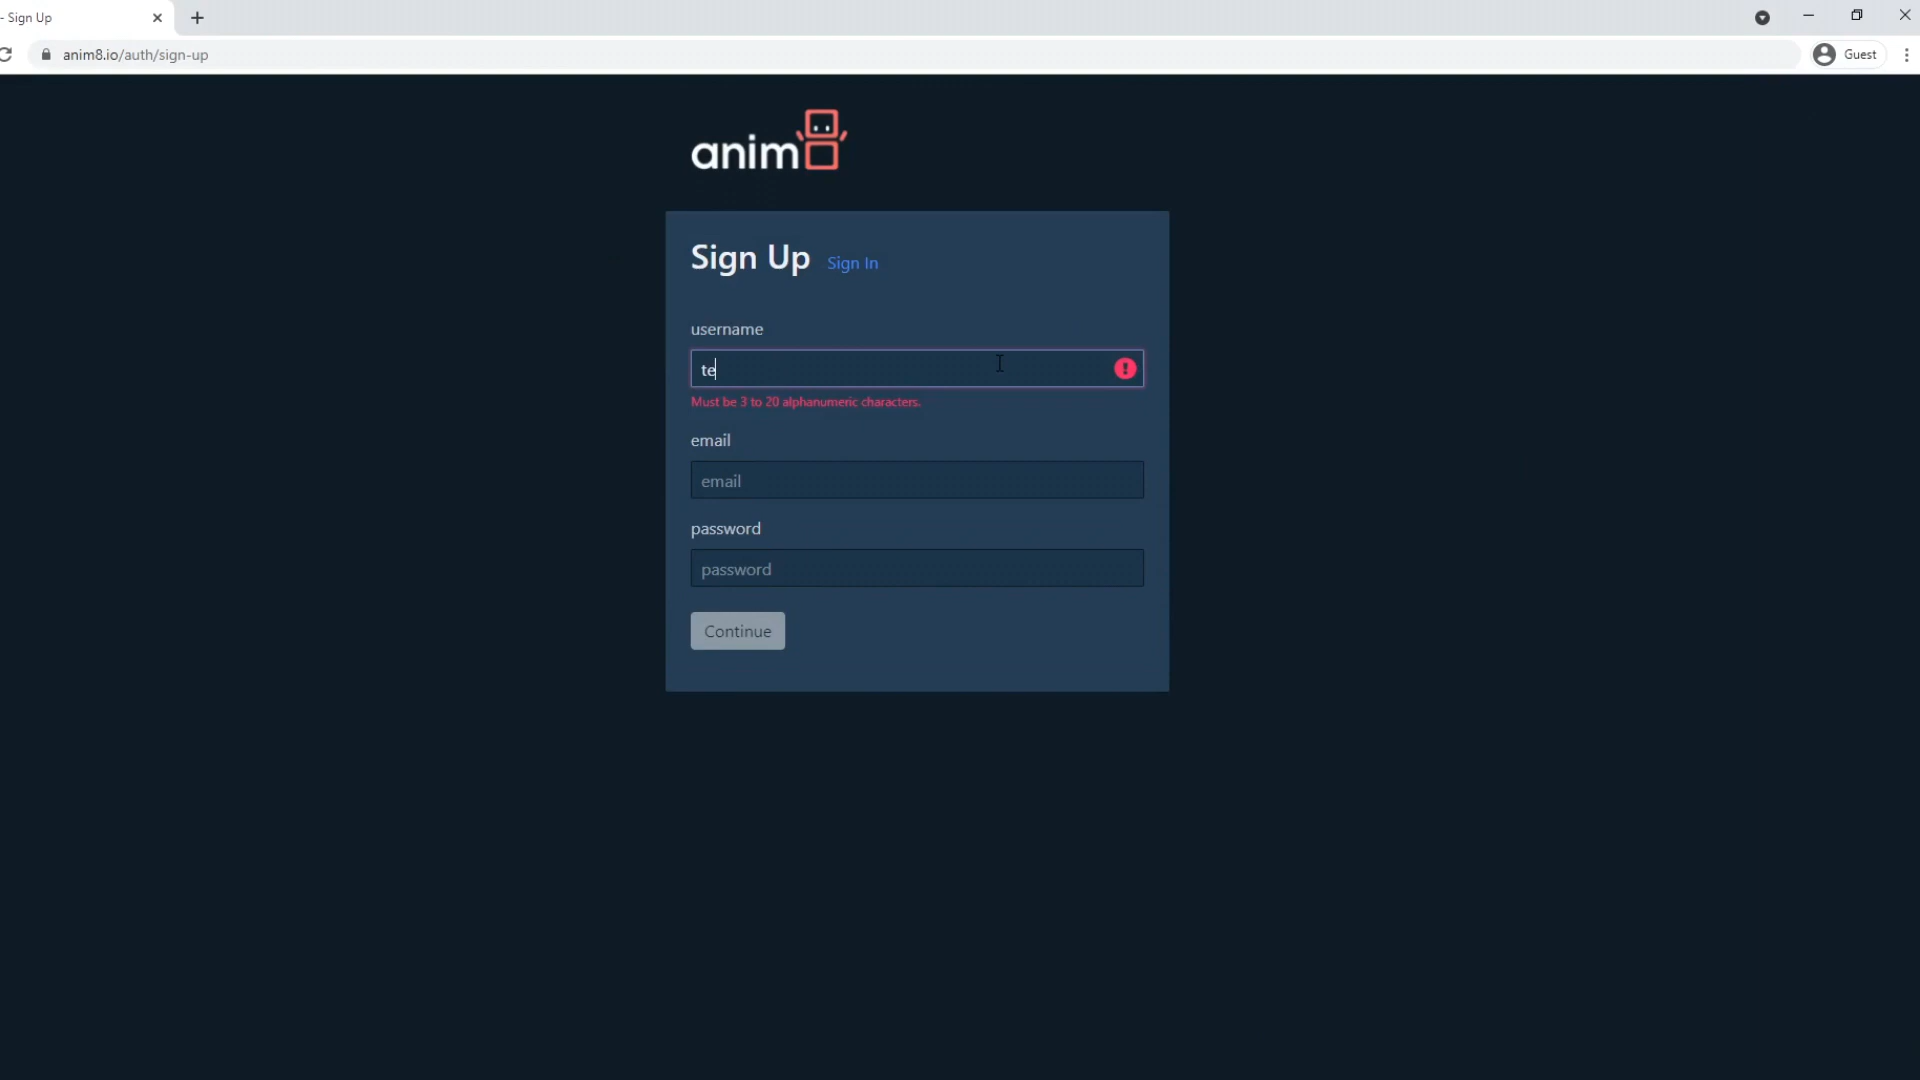 - Sign Up
anim8.io/auth/sign-up
Guest
anim8
Sign Up Sign In
username
te
Must be 3 to 20 alphanumeric characters.
email
email
password
password
Continue